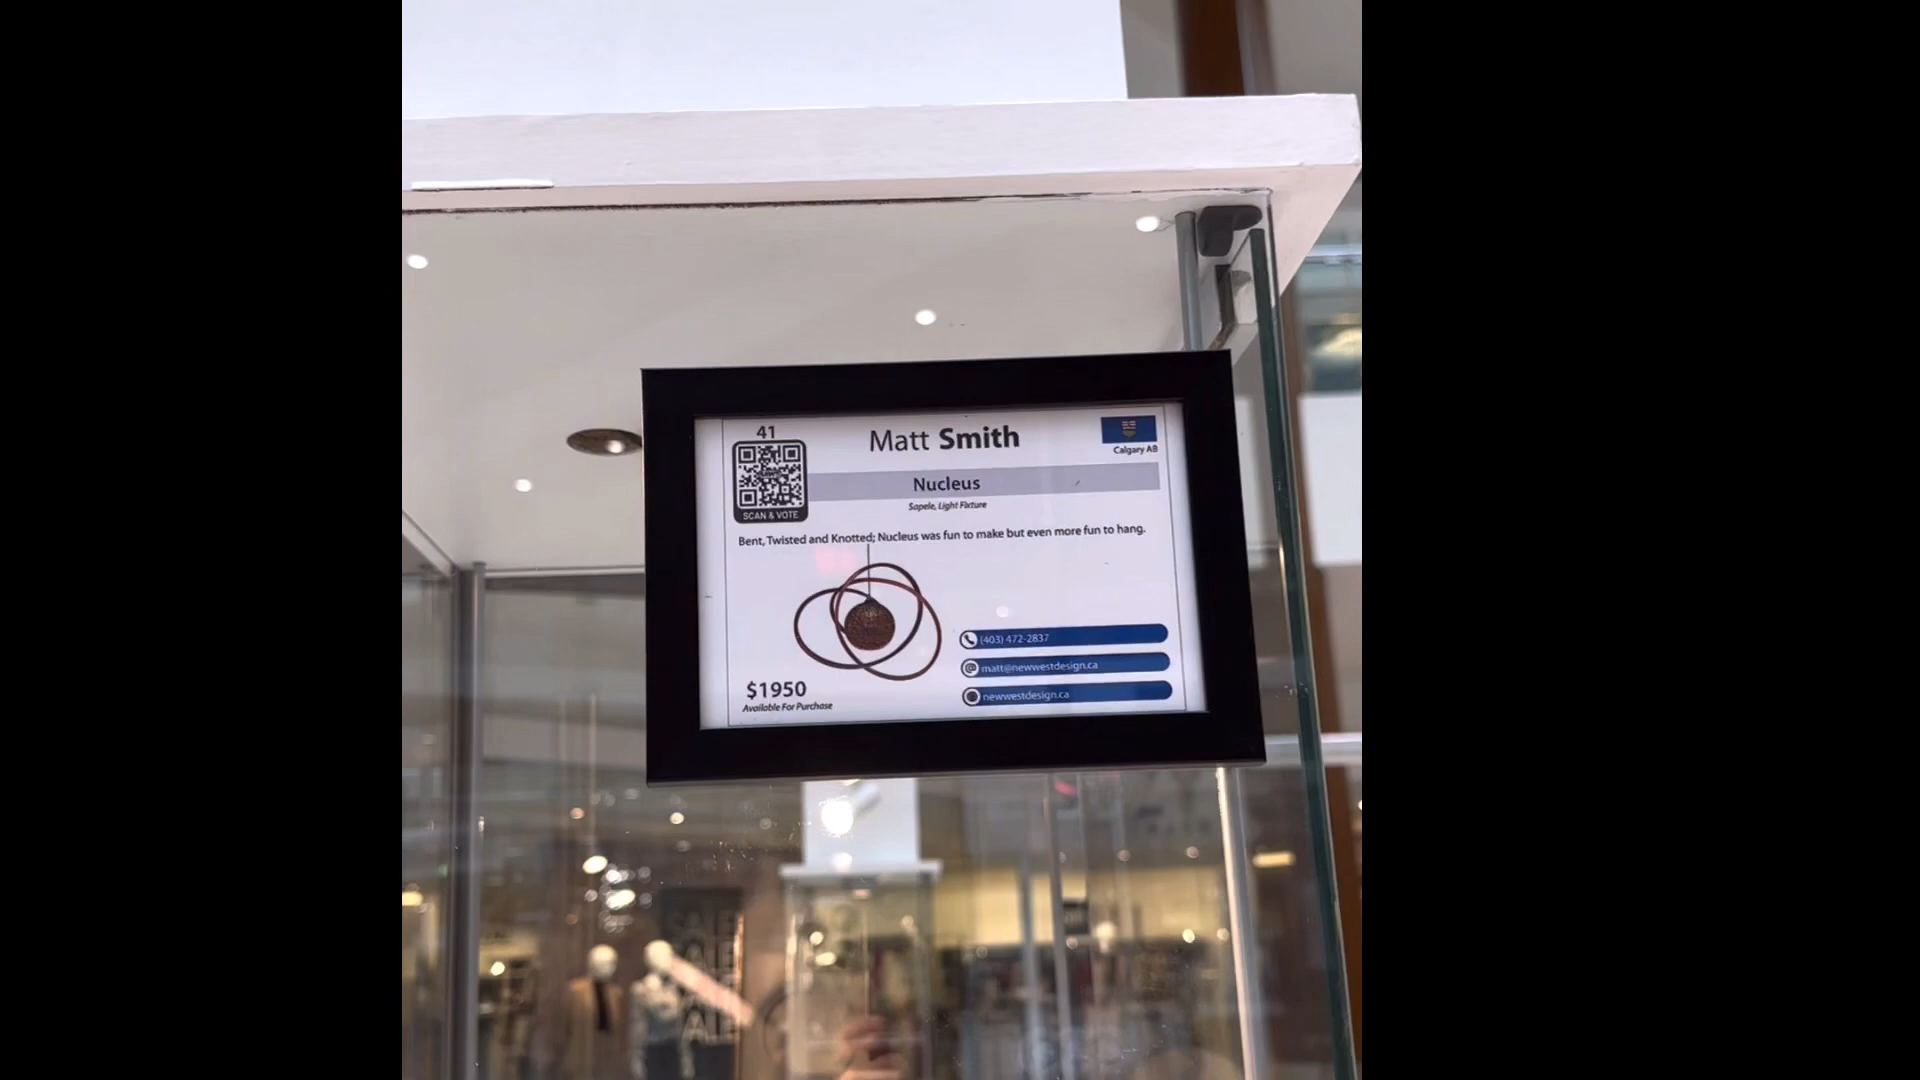 41
Matt Smith
Calgary AB
Nucleus
SCAN & VOTE
Sapele, Light Fixture
Bent, Twisted and Knotted; Nucleus was fun to make but even more fun to hang.
(403) 472-2837
matt@newwestdesign.ca
newwestdesign.ca
$1950
Available For Purchase
SALE